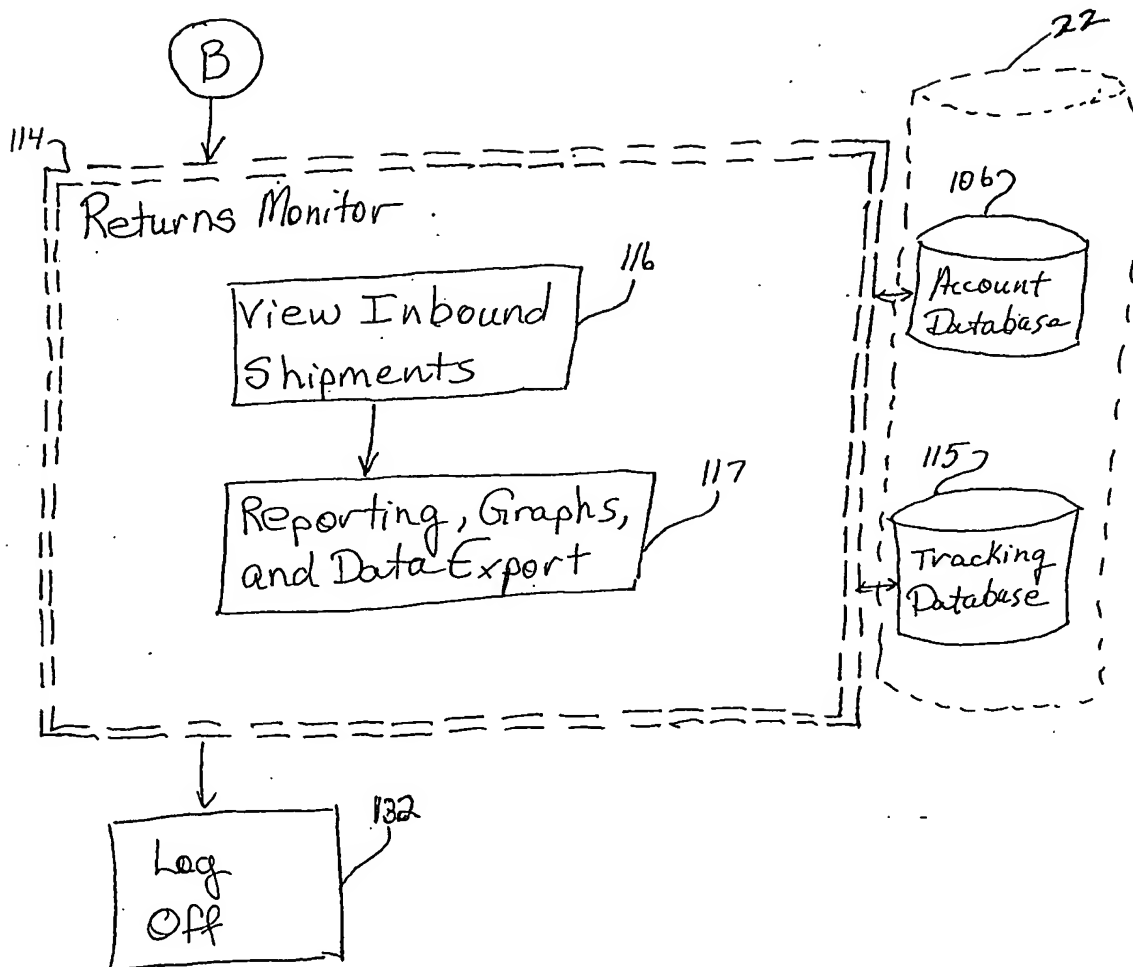 B
22
114
Returns Monitor
106
Account
Database
116
View Inbound
Shipments
115
Tracking
Database
117
Reporting, Graphs,
and Data Export
132
Log
Off